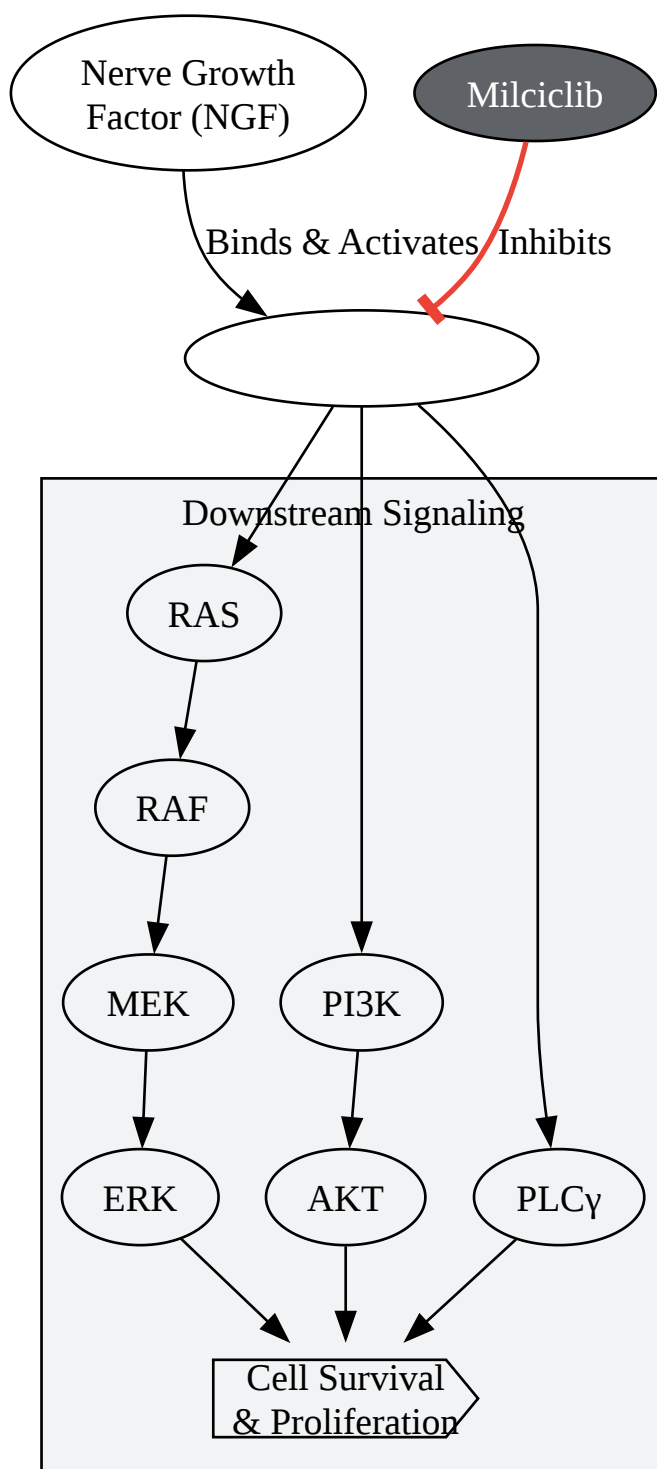 Nerve Growth
Factor (NGF)
Milciclib
Binds & Activates
Inhibits
Downstream Signaling
RAS
RAF
MEK
PI3K
ERK
AKT
PLCγ
Cell Survival
& Proliferation